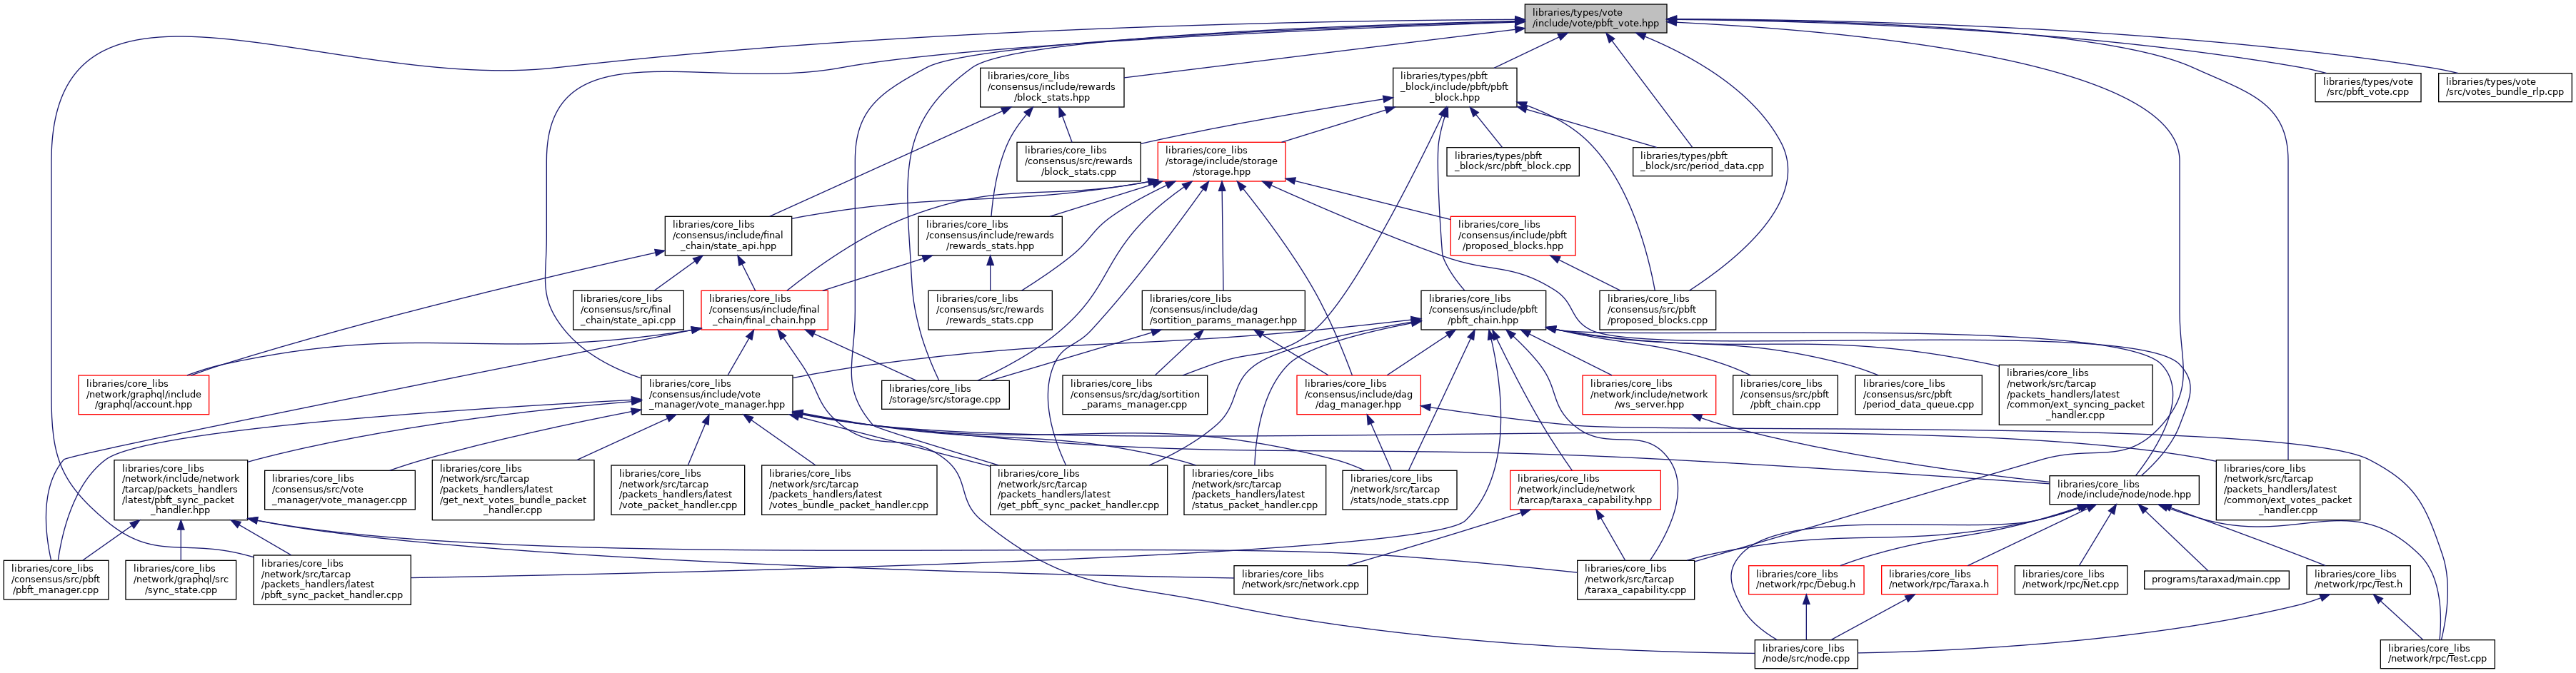 libraries/types/vote
/include/vote/pbft_vote.hpp
libraries/core_libs
/consensus/include/rewards
/block_stats.hpp
libraries/types/pbft
_block/include/pbft/pbft
_block.hpp
libraries/types/vote
/src/pbft_vote.cpp
libraries/types/vote
/src/votes_bundle_rlp.cpp
libraries/core_libs
/consensus/src/rewards
/block_stats.cpp
libraries/core_libs
/storage/include/storage
/storage.hpp
libraries/types/pbft
_block/src/pbft_block.cpp
libraries/types/pbft
_block/src/period_data.cpp
libraries/core_libs
/consensus/include/final
_chain/state_api.hpp
libraries/core_libs
/consensus/include/rewards
/rewards_stats.hpp
libraries/core_libs
/consensus/include/pbft
/proposed_blocks.hpp
libraries/core_libs
/consensus/src/final
_chain/state_api.cpp
libraries/core_libs
/consensus/include/final
_chain/final_chain.hpp
libraries/core_libs
/consensus/src/rewards
/rewards_stats.cpp
libraries/core_libs
/consensus/include/dag
/sortition_params_manager.hpp
libraries/core_libs
/consensus/include/pbft
/pbft_chain.hpp
libraries/core_libs
/consensus/src/pbft
/proposed_blocks.cpp
libraries/core_libs
/network/graphql/include
/graphql/account.hpp
libraries/core_libs
/consensus/include/vote
_manager/vote_manager.hpp
libraries/core_libs
/storage/src/storage.cpp
libraries/core_libs
/consensus/src/dag/sortition
_params_manager.cpp
libraries/core_libs
/consensus/include/dag
/dag_manager.hpp
libraries/core_libs
/network/include/network
/ws_server.hpp
libraries/core_libs
/consensus/src/pbft
/pbft_chain.cpp
libraries/core_libs
/consensus/src/pbft
/period_data_queue.cpp
libraries/core_libs
/network/src/tarcap
/packets_handlers/latest
/common/ext_syncing_packet
_handler.cpp
libraries/core_libs
/network/include/network
/tarcap/packets_handlers
/latest/pbft_sync_packet
_handler.hpp
libraries/core_libs
/consensus/src/vote
_manager/vote_manager.cpp
libraries/core_libs
/network/src/tarcap
/packets_handlers/latest
/get_next_votes_bundle_packet
_handler.cpp
libraries/core_libs
/network/src/tarcap
/packets_handlers/latest
/vote_packet_handler.cpp
libraries/core_libs
/network/src/tarcap
/packets_handlers/latest
/votes_bundle_packet_handler.cpp
libraries/core_libs
/network/src/tarcap
/packets_handlers/latest
/get_pbft_sync_packet_handler.cpp
libraries/core_libs
/network/src/tarcap
/packets_handlers/latest
/status_packet_handler.cpp
libraries/core_libs
/network/src/tarcap
/stats/node_stats.cpp
libraries/core_libs
/network/include/network
/tarcap/taraxa_capability.hpp
libraries/core_libs
/node/include/node/node.hpp
libraries/core_libs
/network/src/tarcap
/packets_handlers/latest
/common/ext_votes_packet
_handler.cpp
libraries/core_libs
/consensus/src/pbft
/pbft_manager.cpp
libraries/core_libs
/network/graphql/src
/sync_state.cpp
libraries/core_libs
/network/src/tarcap
/packets_handlers/latest
/pbft_sync_packet_handler.cpp
libraries/core_libs
/network/src/network.cpp
libraries/core_libs
/network/src/tarcap
/taraxa_capability.cpp
libraries/core_libs
/network/rpc/Debug.h
libraries/core_libs
/network/rpc/Taraxa.h
libraries/core_libs
/network/rpc/Net.cpp
programs/taraxad/main.cpp
libraries/core_libs
/network/rpc/Test.h
libraries/core_libs
/node/src/node.cpp
libraries/core_libs
/network/rpc/Test.cpp